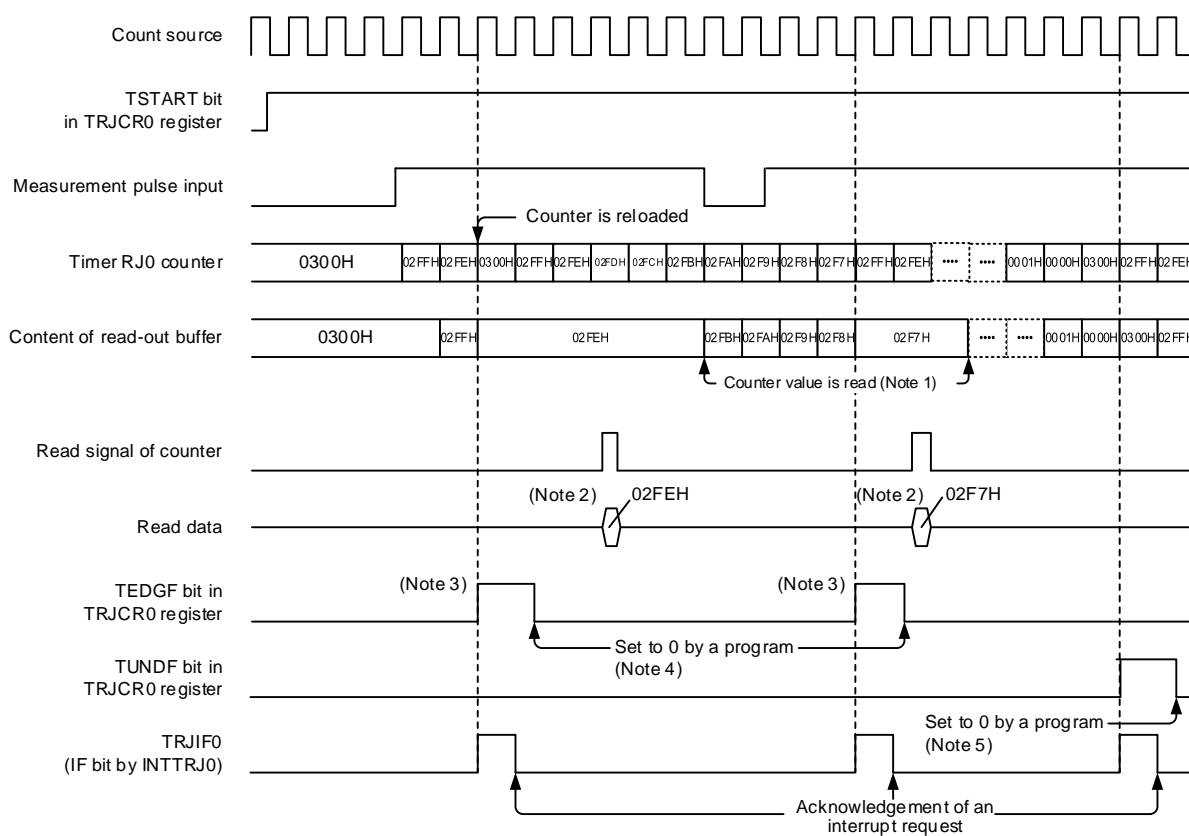 Count source
TSTART bit
in TRJCR0 register
Measurement pulse input
Counter is reloaded
Timer RJ0 counter
0300H 02FFH 02FEH 0300H 02FFH 02FEH 02FDH 02FCH 02FBH 02FAH 02F9H 02F8H 02F7H 02FFH 02FEH •••• •••• 0001H 0000H 0300H 02FFH 02FEH
Content of read-out buffer
0300H 02FFH 02FEH 02FBH 02FAH 02F9H 02F8H 02F7H •••• •••• 0001H 0000H 0300H 02FFH
Counter value is read (Note 1)
Read signal of counter
(Note 2) 02FEH (Note 2) 02F7H
Read data
TEDGF bit in
TRJCR0 register
(Note 3) (Note 3)
Set to 0 by a program
(Note 4)
TUNDF bit in
TRJCR0 register
Set to 0 by a program
(Note 5)
TRJIF0
(IF bit by INTTRJ0)
Acknowledgement of an
interrupt request